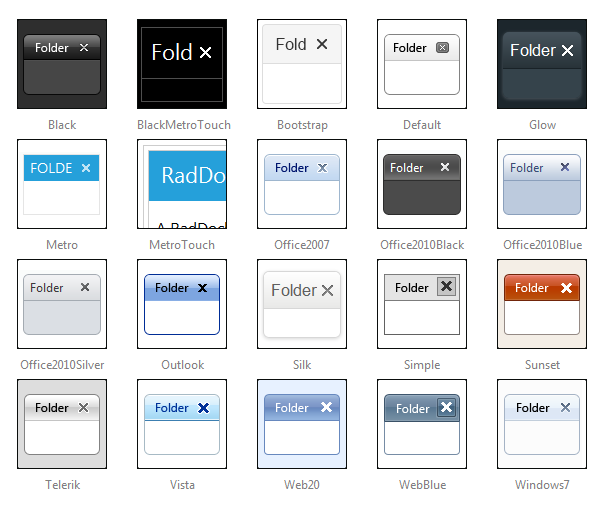 Folder
Fold
Fold
Folder
Folder
Black
BlackMetroTouch
Bootstrap
Default
Glow
FOLDE
RadDo
Folder
Folder
Folder
Metro
MetroTouch
Office2007
Office2010Black
Office2010Blue
Folder
Folder
Folder
Folder
Folder
Office2010Silver
Outlook
Silk
Simple
Sunset
Folder
Folder
Folder
Folder
Folder
Telerik
Vista
Web20
WebBlue
Windows7